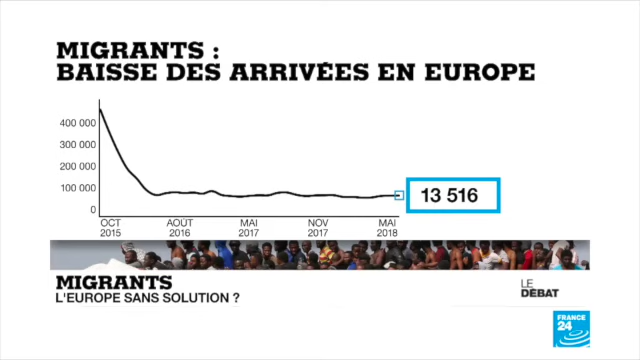 MIGRANTS :
BAISSE DES ARRIVÉES EN EUROPE
400 000
300 000
200 000
100 000
0
OCT
2015
AOÛT
2016
MAI
2017
NOV
2017
MAI
2018
13 516
MIGRANTS
L'EUROPE SANS SOLUTION ?
LE
DÉBAT
FRANCE
24